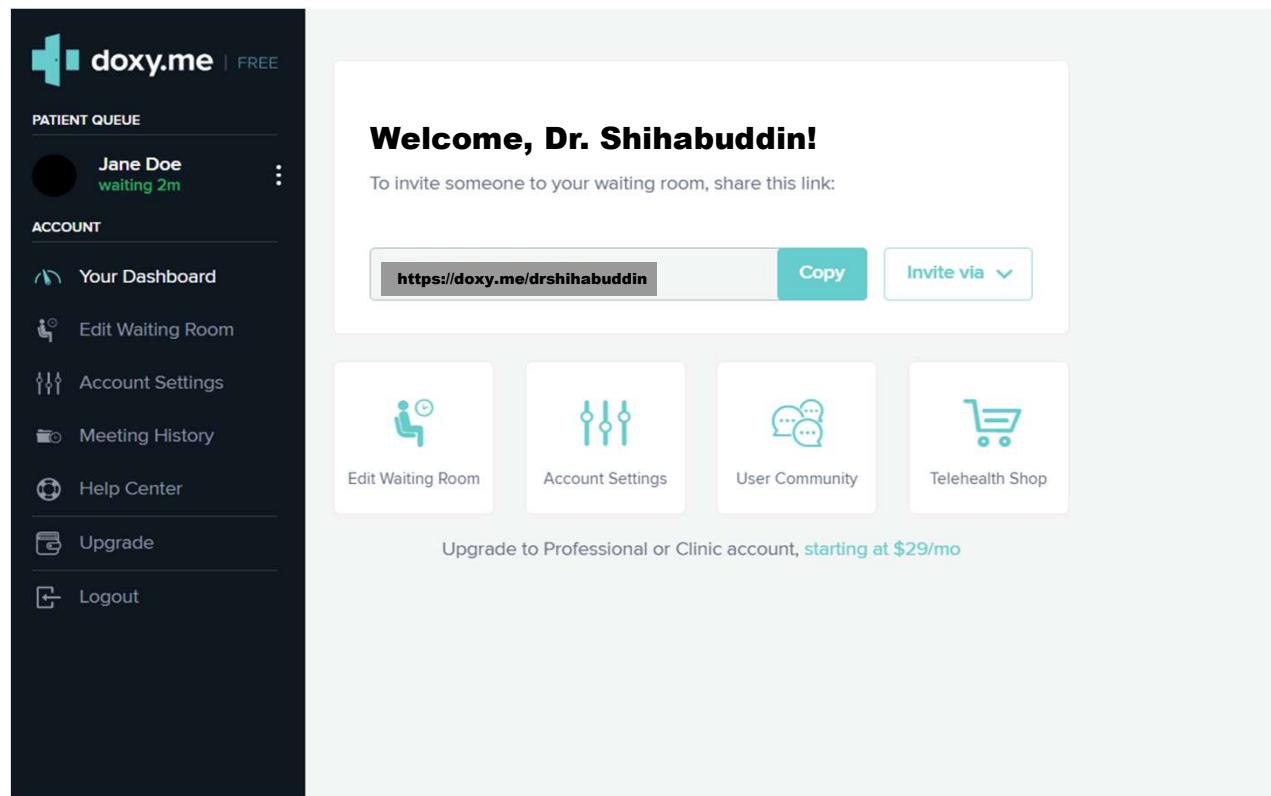 doxy.me | FREE
PATIENT QUEUE
Jane Doe
waiting 2m
ACCOUNT
Your Dashboard
Edit Waiting Room
Account Settings
Meeting History
Help Center
Upgrade
Logout
Welcome, Dr. Shihabuddin!
To invite someone to your waiting room, share this link:
https://doxy.me/drshihabuddin
Copy
Invite via
Edit Waiting Room
Account Settings
User Community
Telehealth Shop
Upgrade to Professional or Clinic account, starting at $29/mo